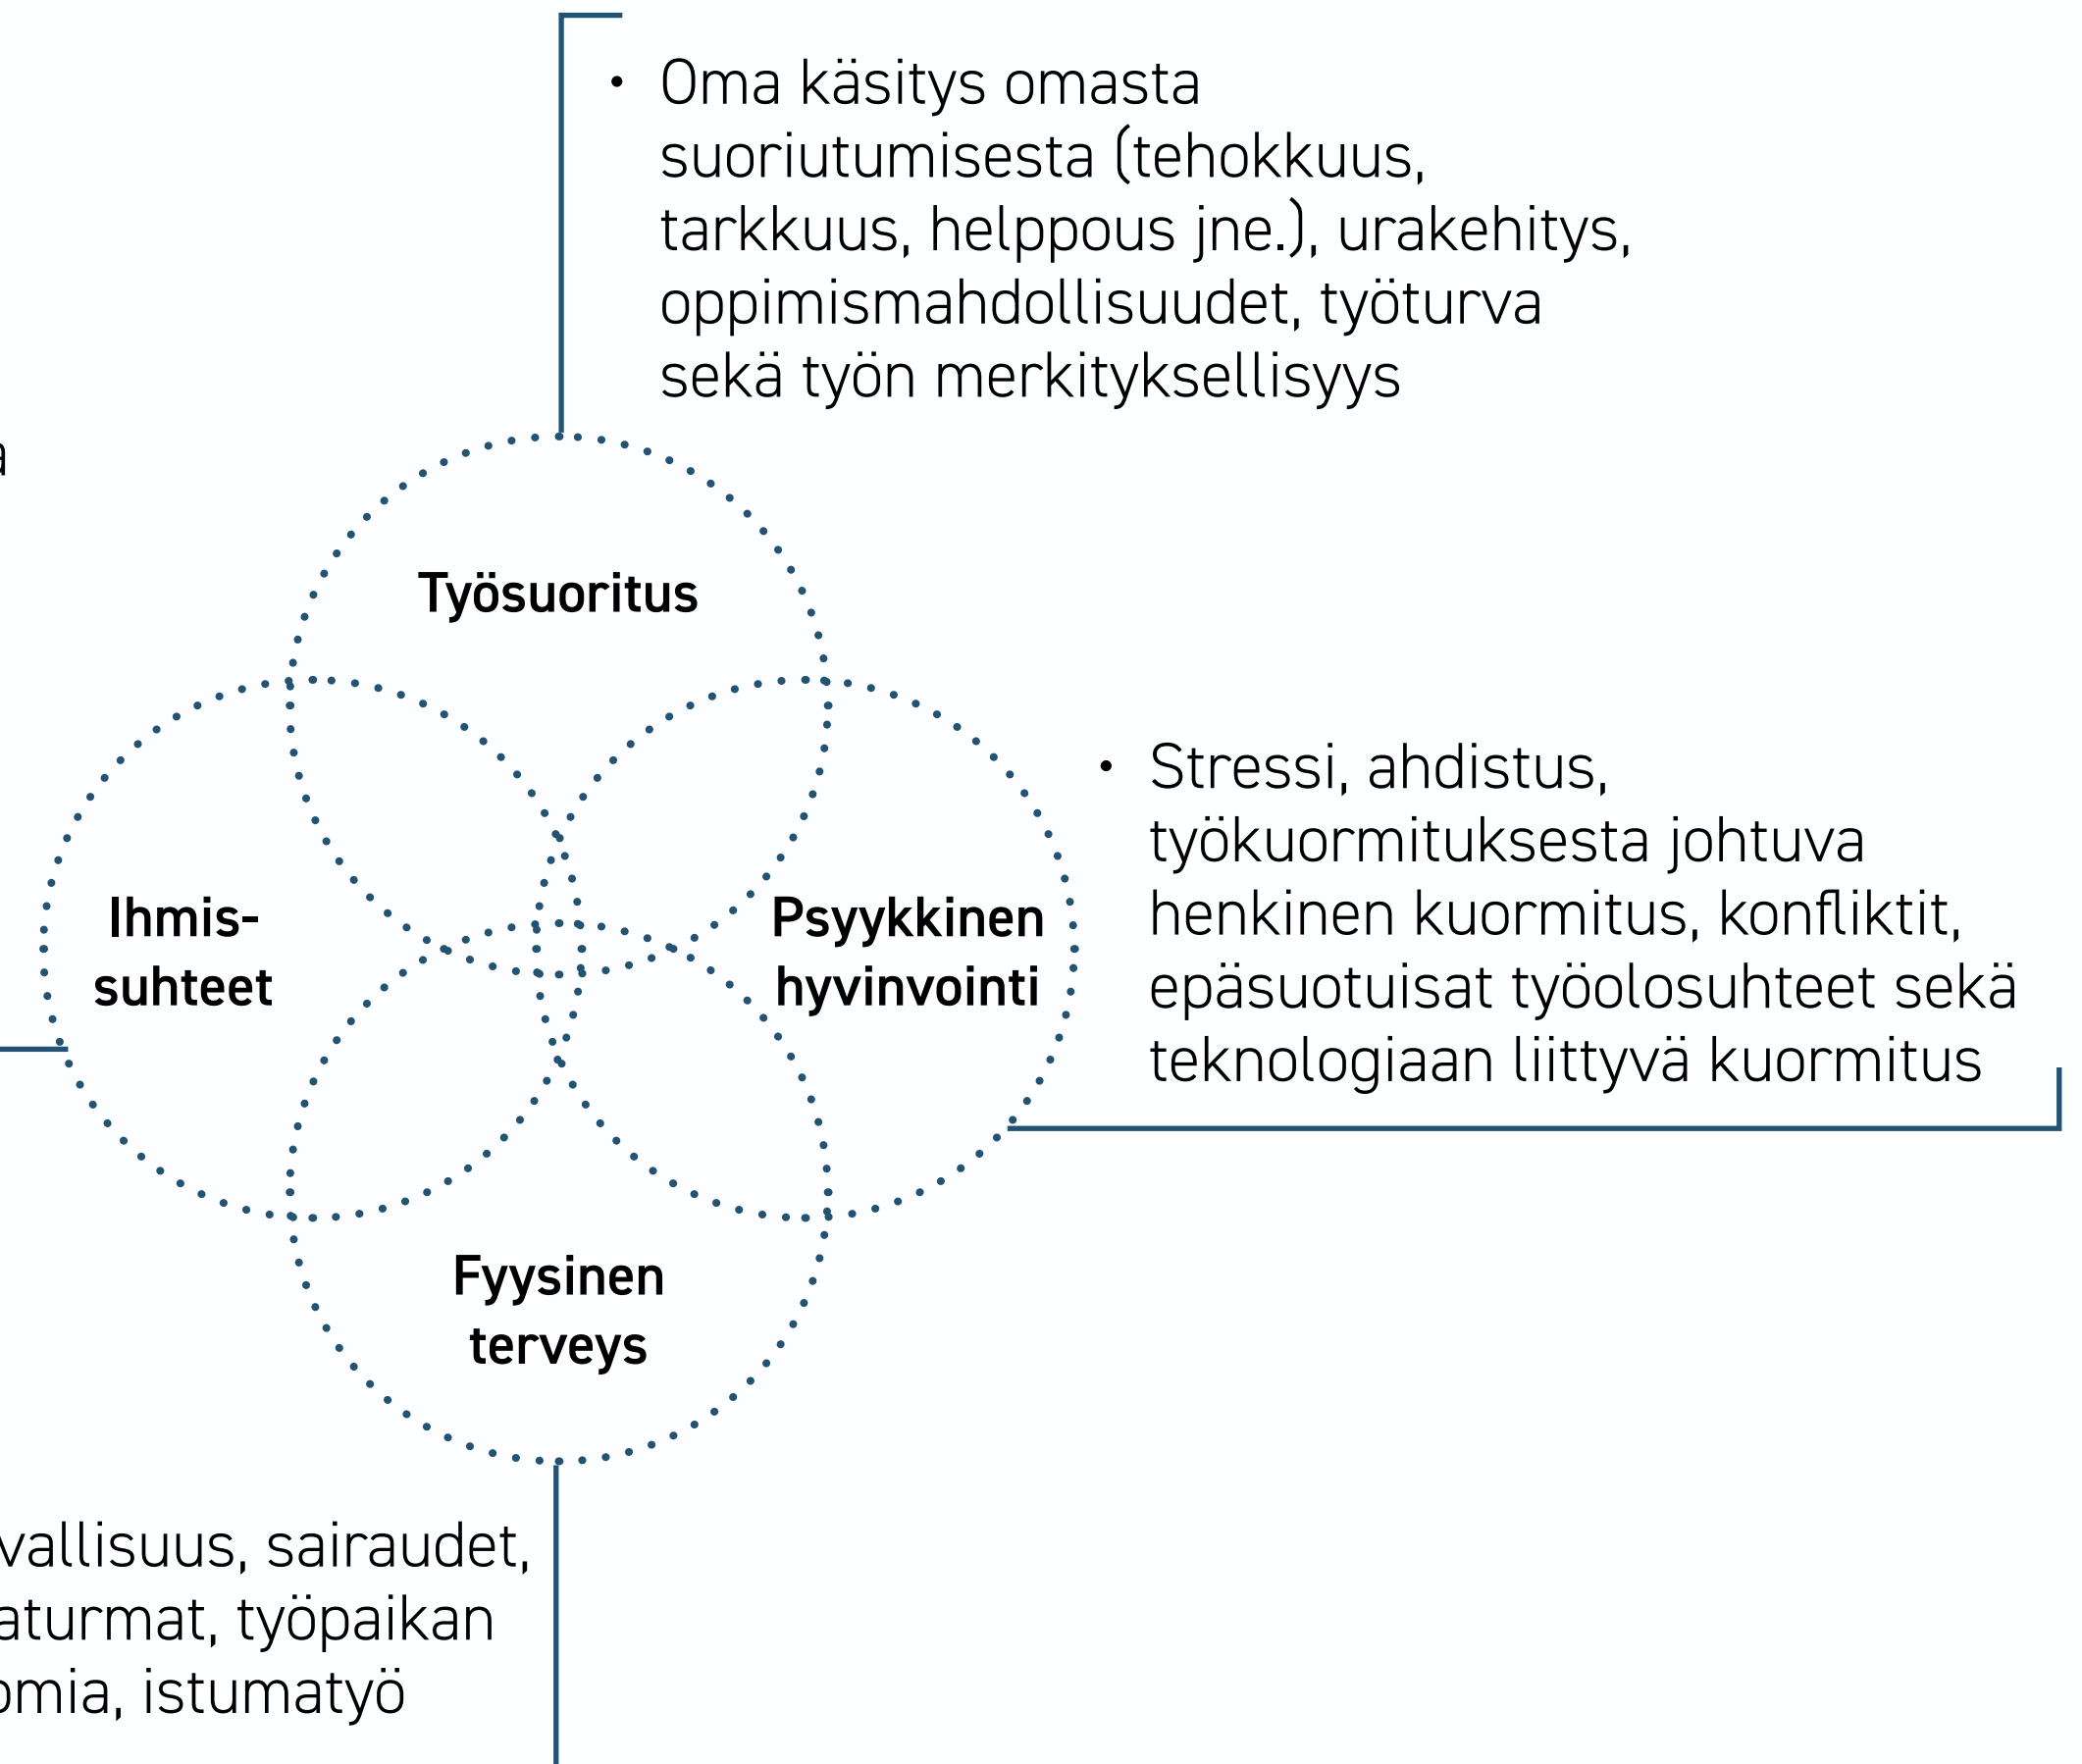 • Oma käsitys omasta
suoriutumisesta (tehokkuus,
tarkkuus, helppous jne.), urakehitys,
oppimismahdollisuudet, työturva
sekä työn merkityksellisyys
Työsuoritus
Ihmis-
suhteet
Psyykkinen
hyvinvointi
• Stressi, ahdistus,
työkuormituksesta johtuva
henkinen kuormitus, konfliktit,
epäsuotuisat työolosuhteet sekä
teknologiaan liittyvä kuormitus
Fyysinen
terveys
vallisuus, sairaudet,
aturmat, työpaikan
omia, istumatyö